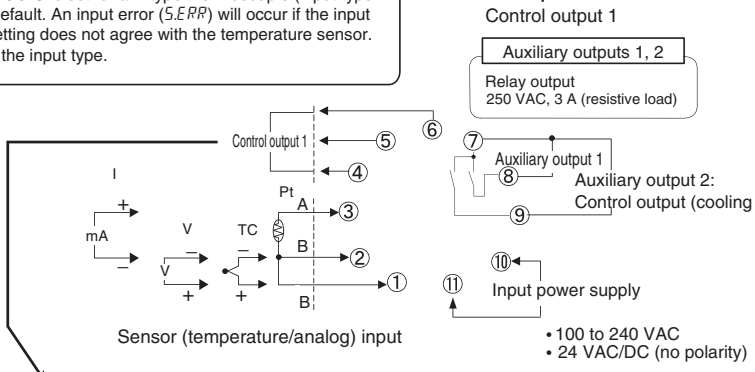 efault. An input error (S.ERR) will occur if the input
etting does not agree with the temperature sensor.
the input type.
Control output 1
Auxiliary outputs 1, 2
Relay output
250 VAC, 3 A (resistive load)
Control output 1
⑥
⑤
④
⑦
Auxiliary output 1
⑧
Auxiliary output 2:
Control output (cooling
⑨
I
+
mA
−
V
−
V
+
TC
−
+
Pt
A
③
B
②
①
B
⑩
⑪
Input power supply
Sensor (temperature/analog) input
• 100 to 240 VAC
• 24 VAC/DC (no polarity)